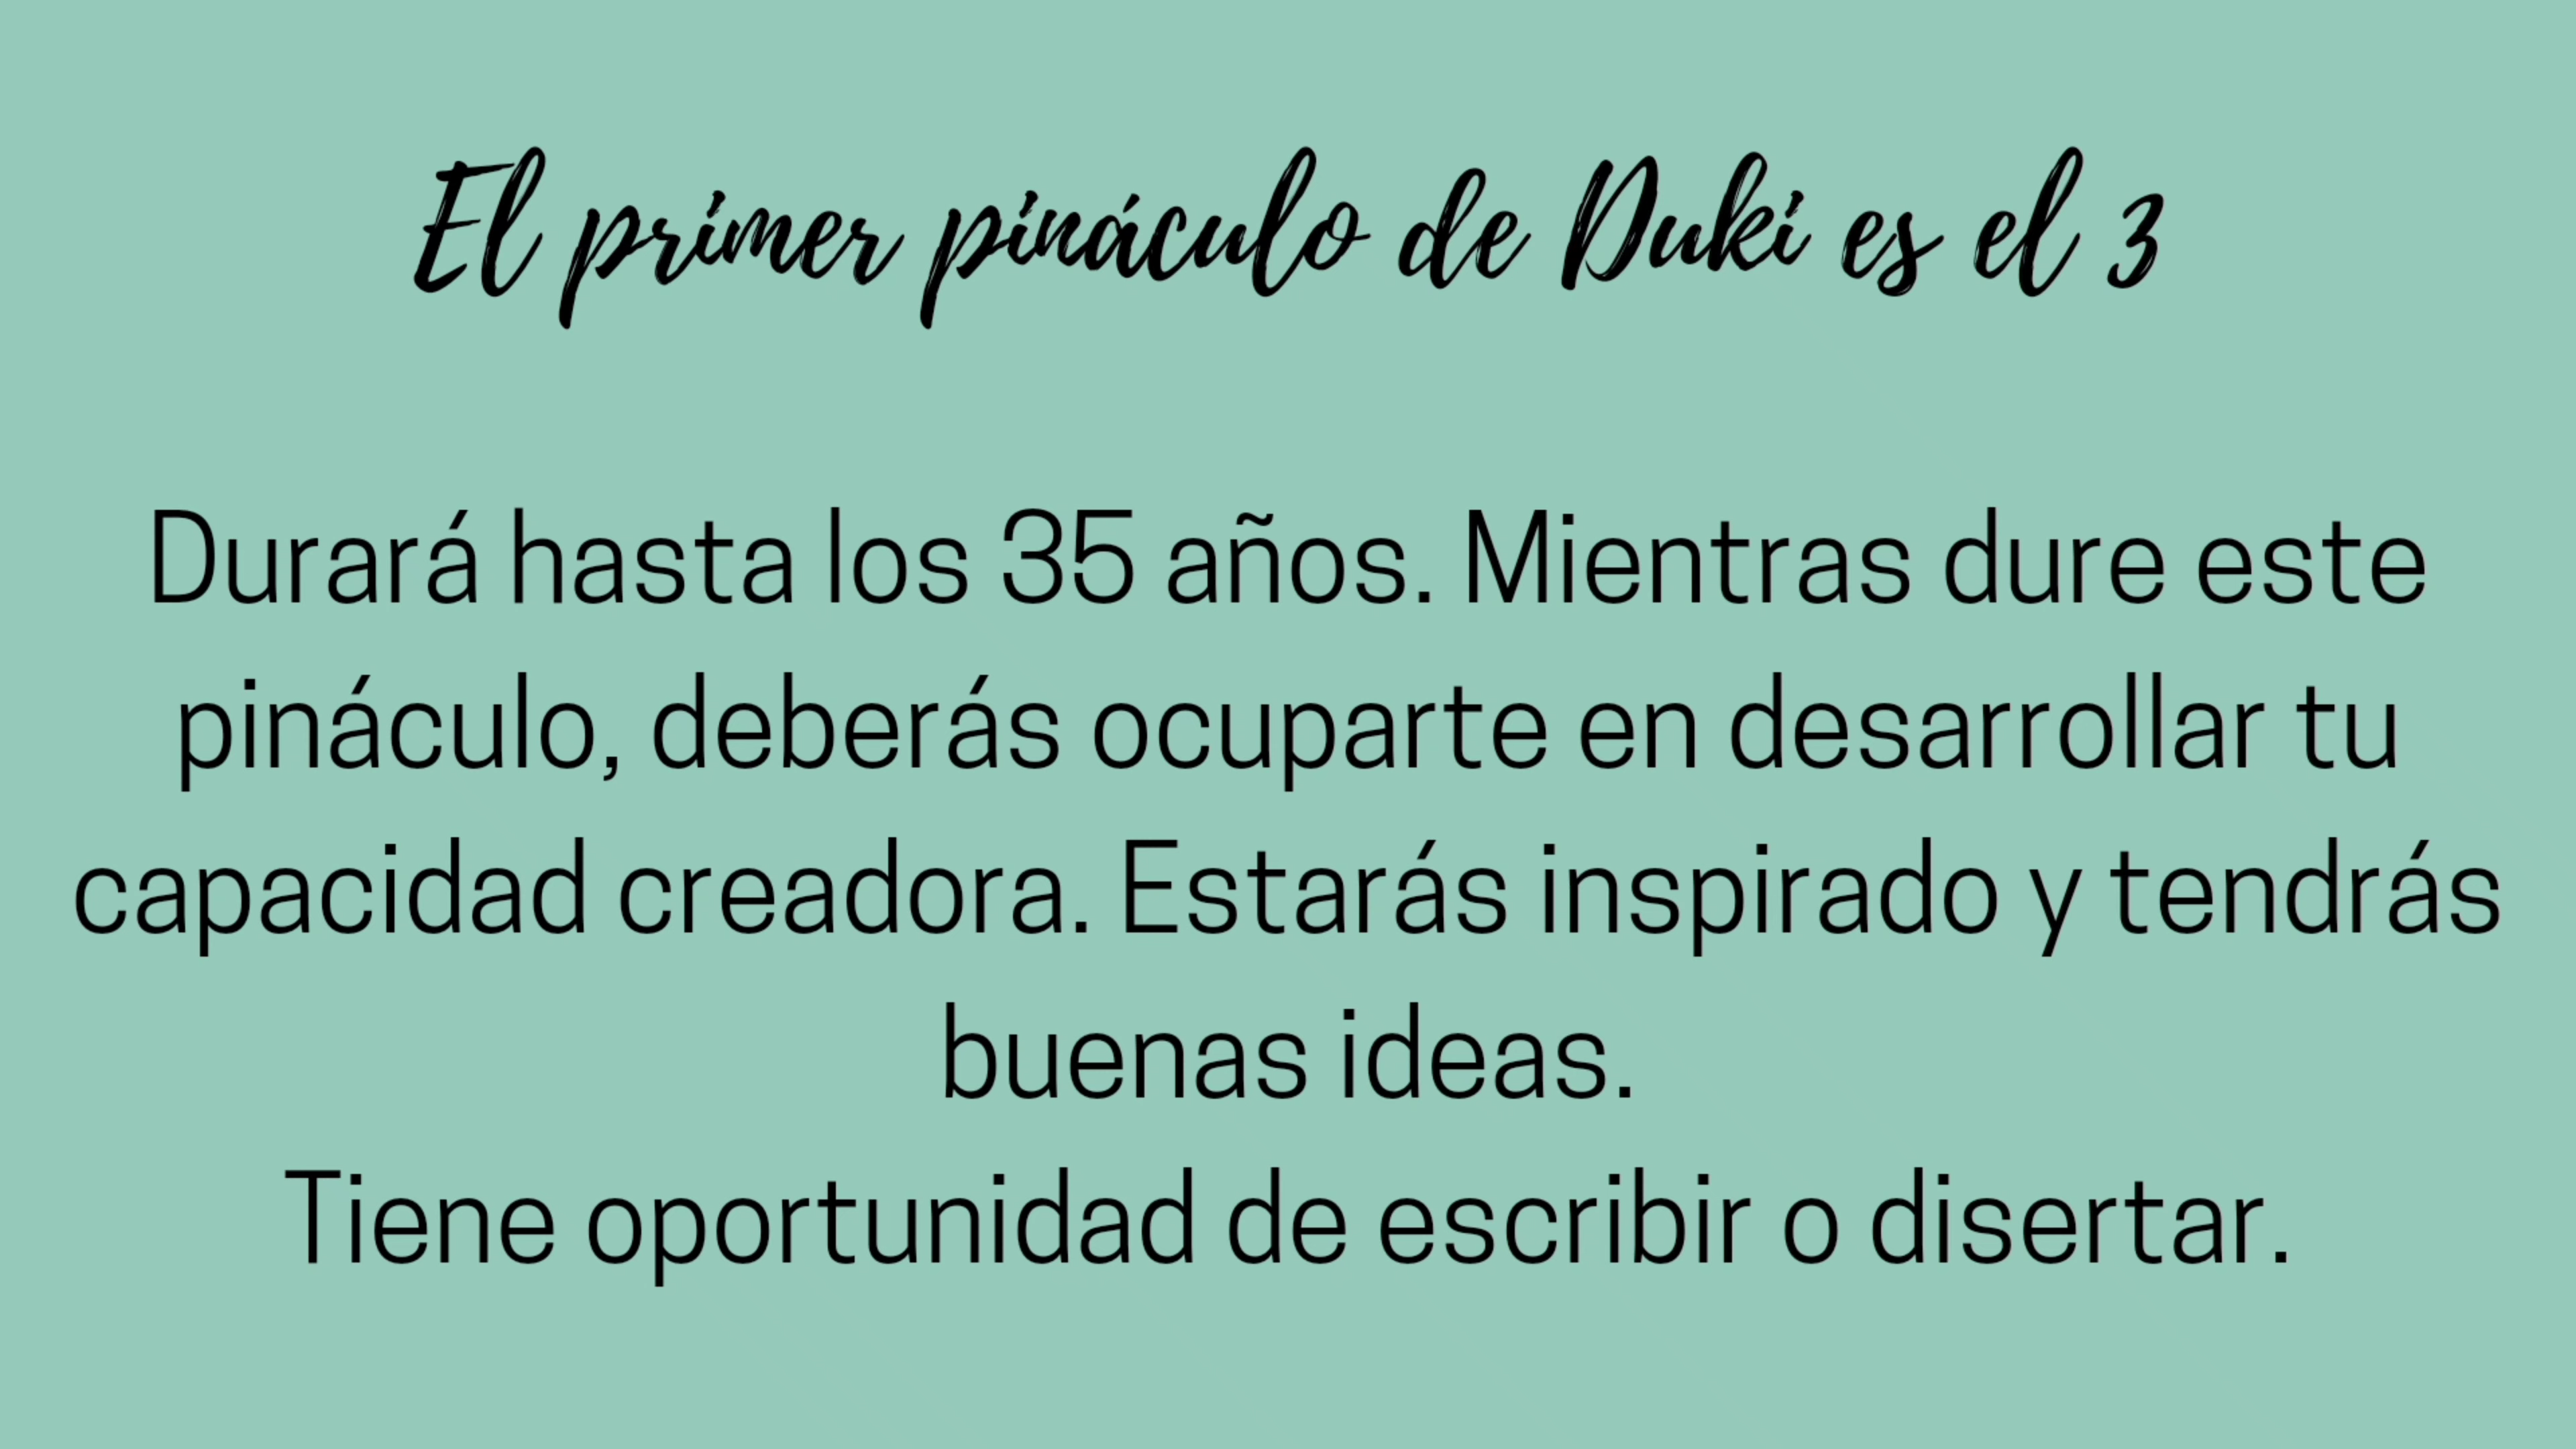 El primer pináculo de Duki es el 3
Durará hasta los 35 años. Mientras dure este
pináculo, deberás ocuparte en desarrollar tu
capacidad creadora. Estarás inspirado y tendrás
buenas ideas.
Tiene oportunidad de escribir o disertar.